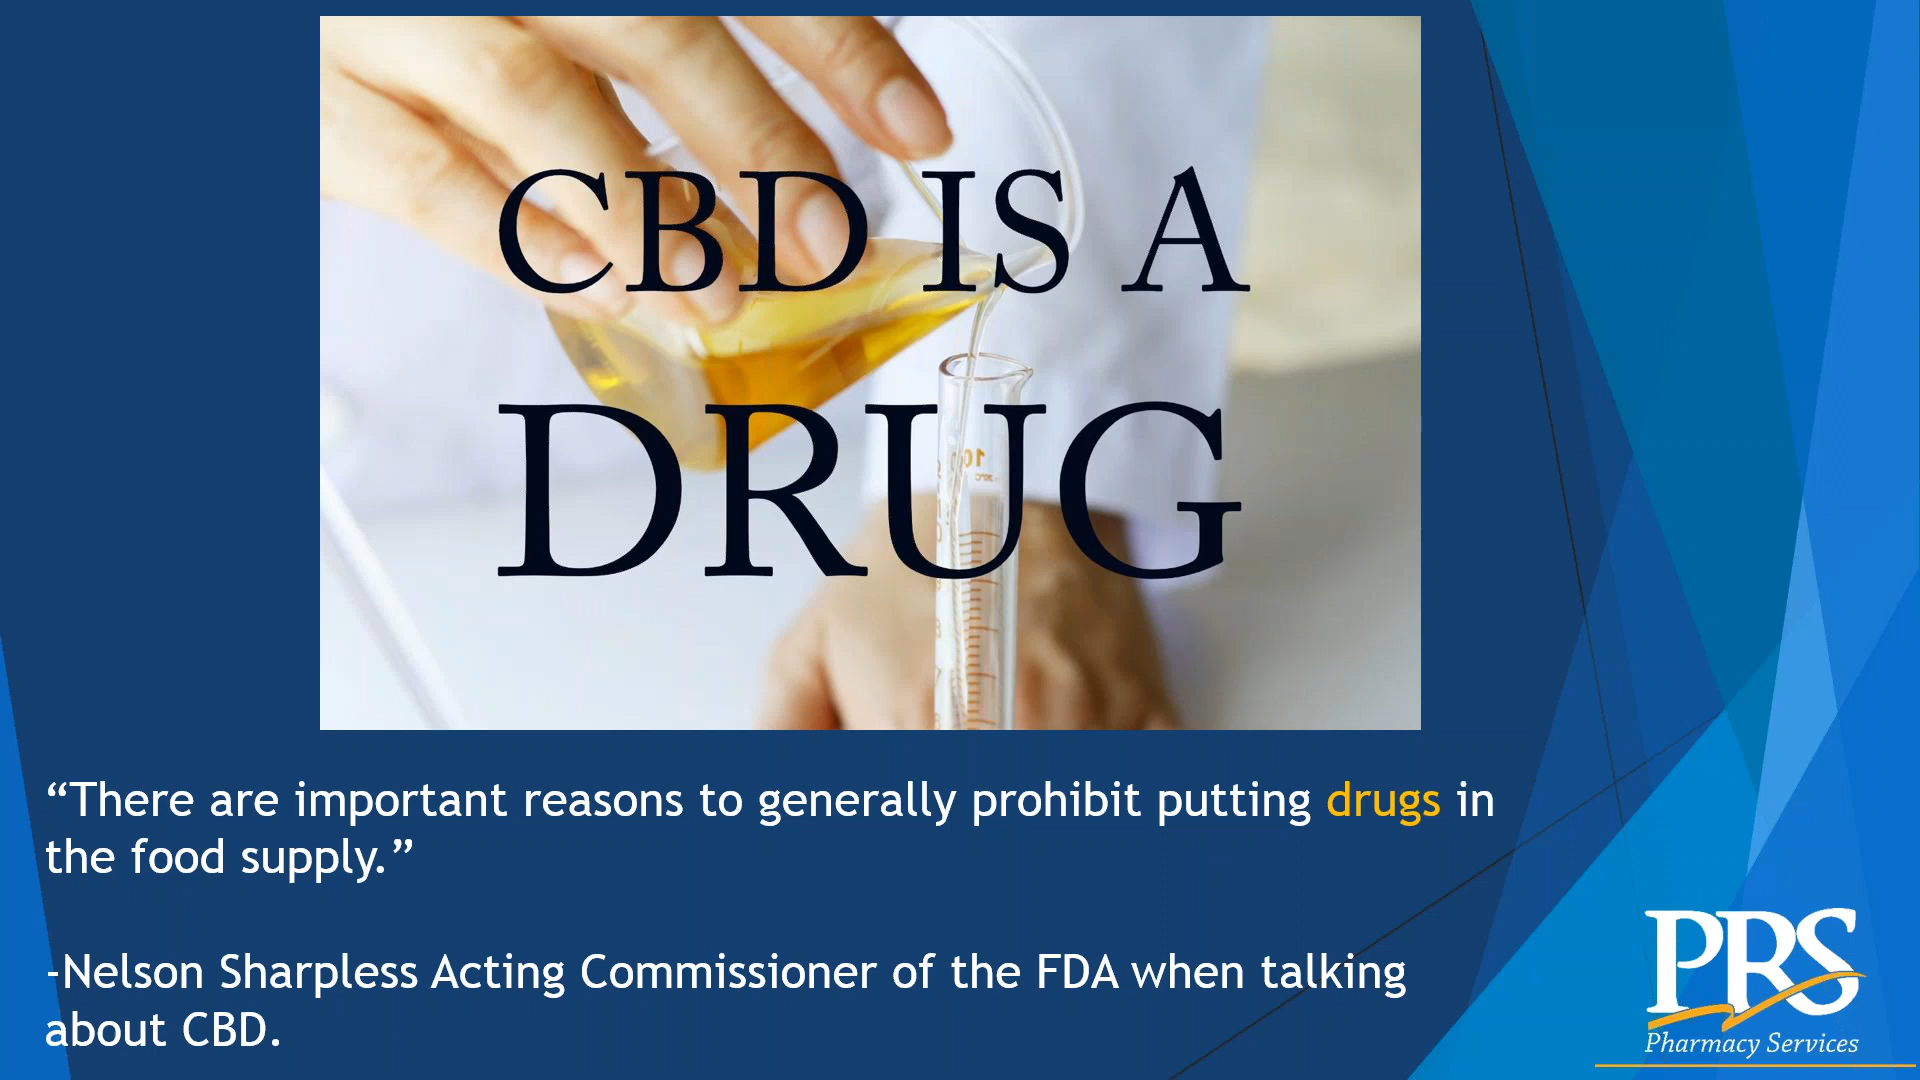 CBD IS A
DRUG
“There are important reasons to generally prohibit putting drugs in
the food supply.”
-Nelson Sharpless Acting Commissioner of the FDA when talking
about CBD.
PRS
Pharmacy Services